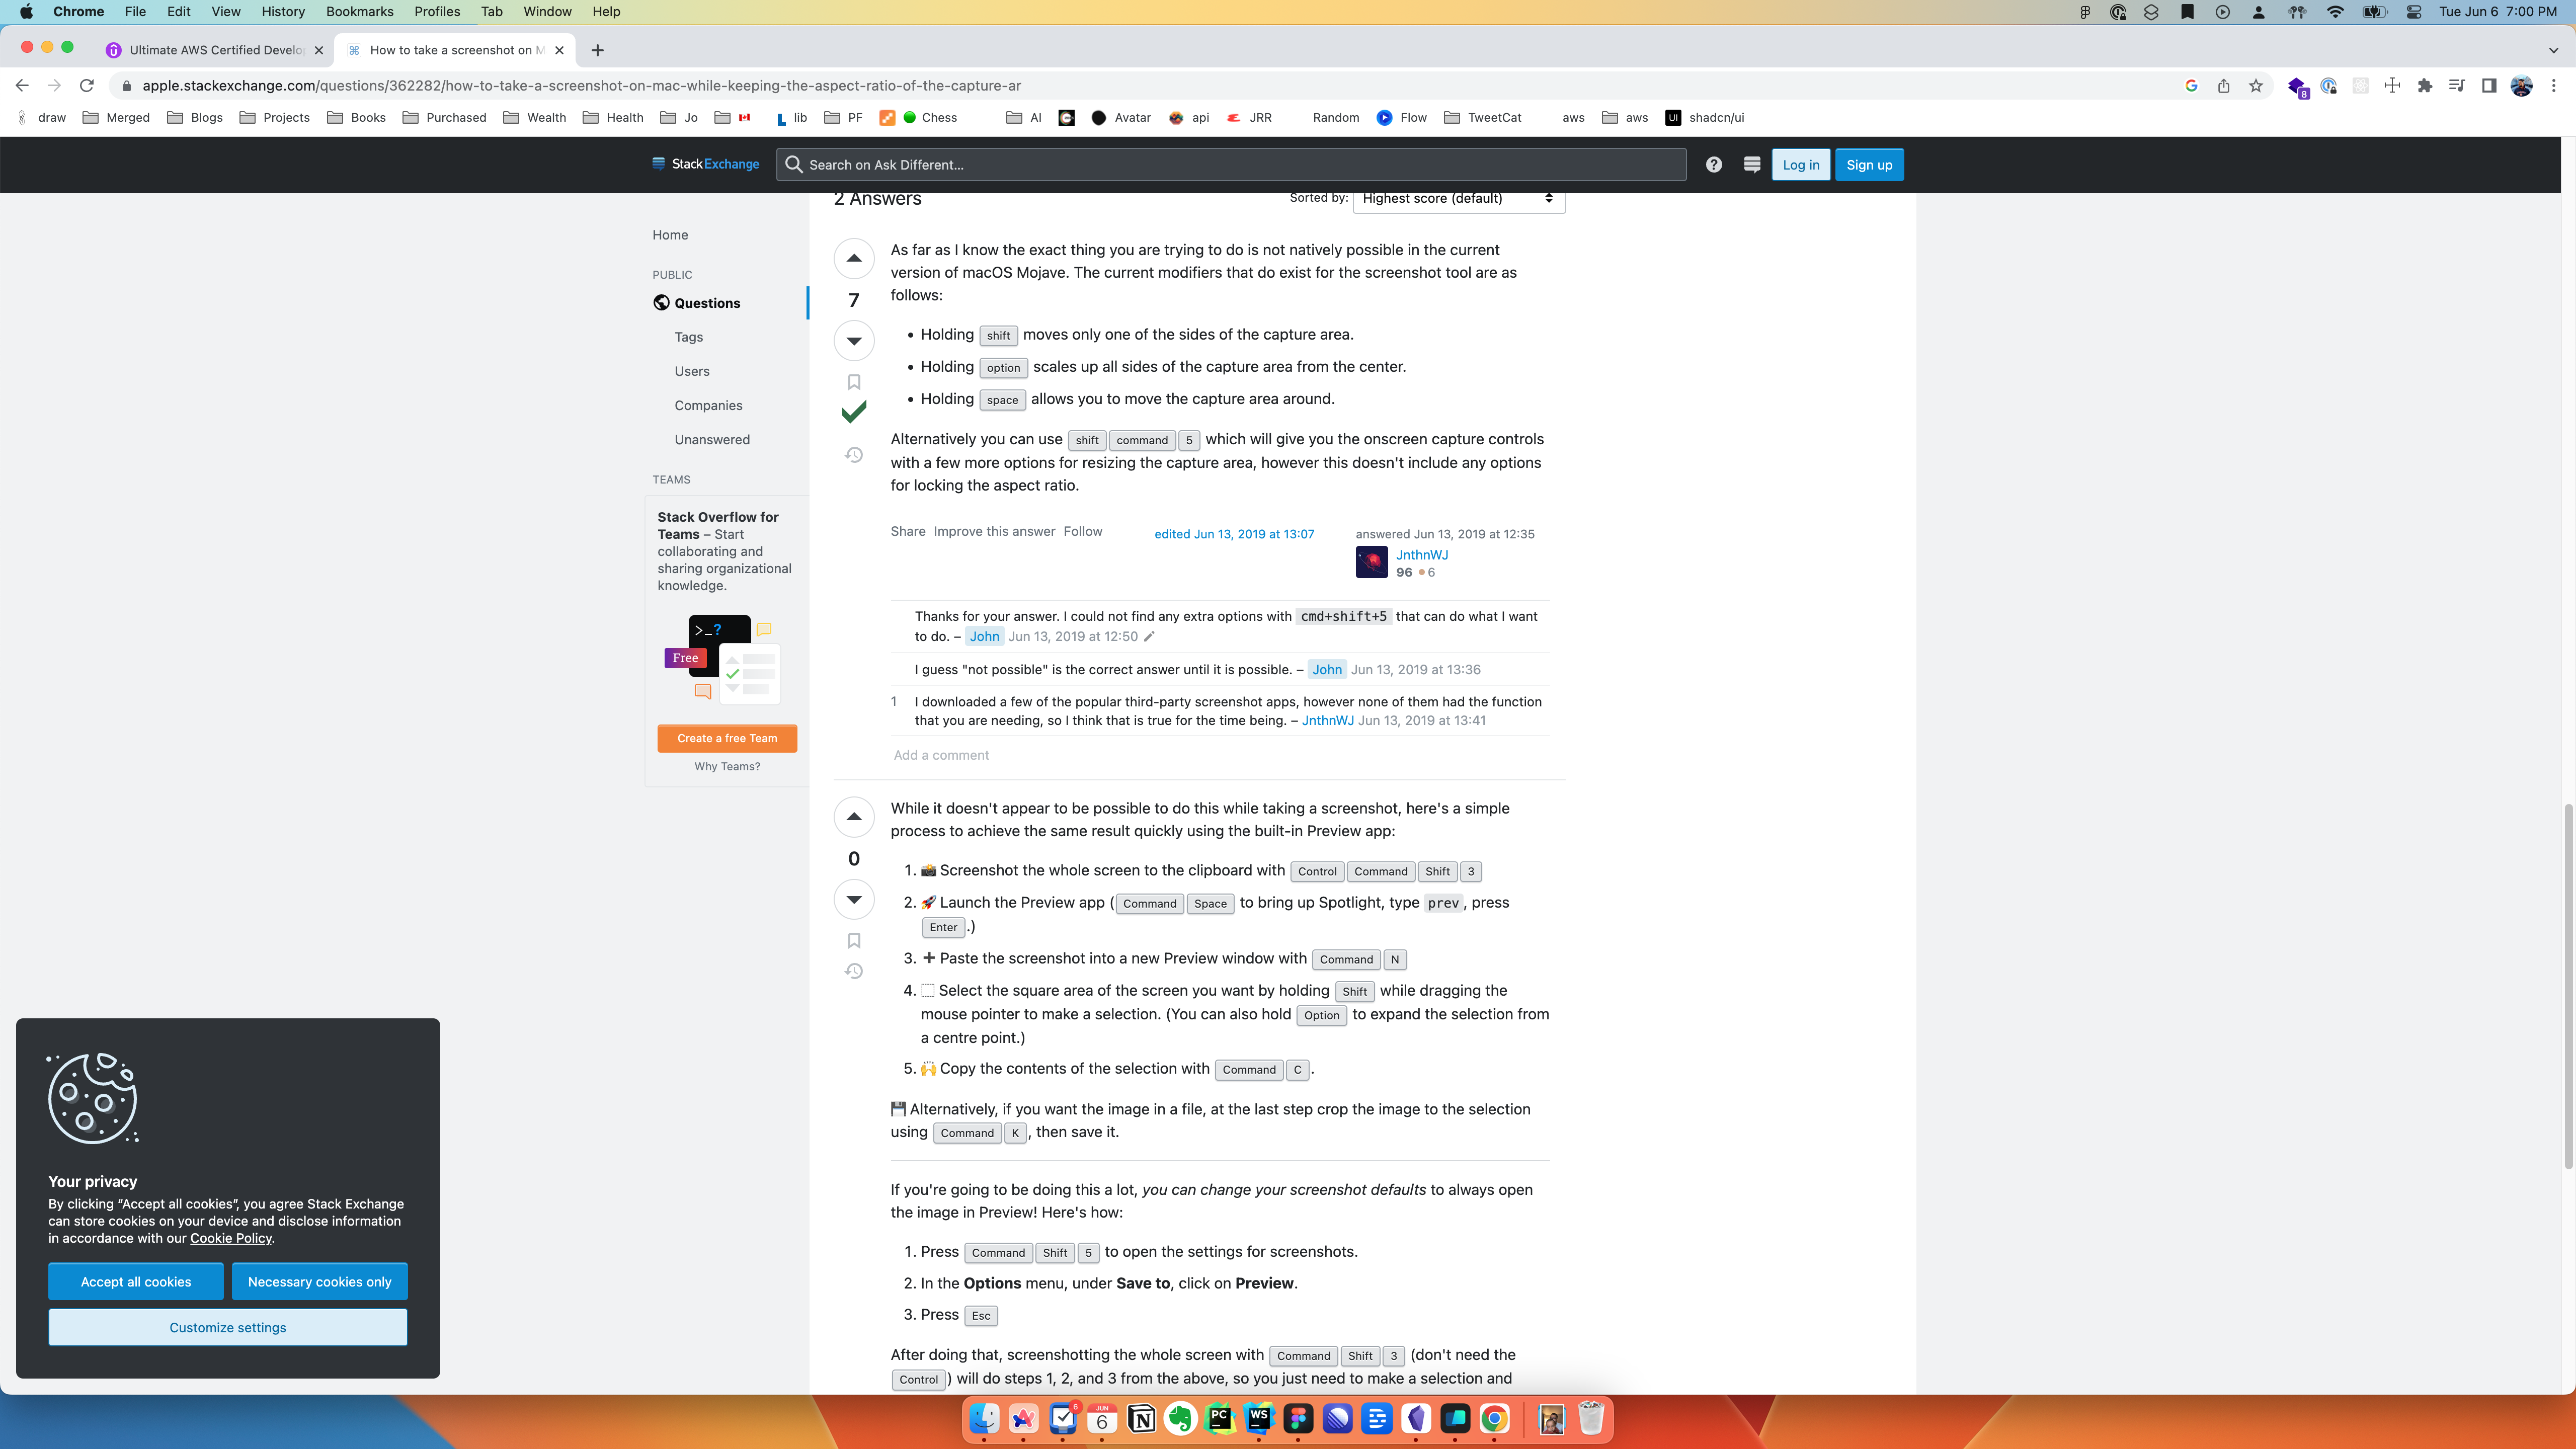 Chrome File Edit View History Bookmarks Profiles Tab Window Help
Tue Jun 6 7:00 PM
Ultimate AWS Certified Develo
How to take a screenshot on M
apple.stackexchange.com/questions/362282/how-to-take-a-screenshot-on-mac-while-keeping-the-aspect-ratio-of-the-capture-ar
8
draw Merged Blogs Projects Books Purchased Wealth Health Jo lib PF Chess AI Avatar api JRR Random Flow TweetCat aws aws UI shadcn/ui
StackExchange
Search on Ask Different...
Log in
Sign up
Home
PUBLIC
Questions
Tags
Users
Companies
Unanswered
TEAMS
Stack Overflow for
Teams – Start
collaborating and
sharing organizational
knowledge.
>_?
Free
Create a free Team
Why Teams?
2 Answers
Sorted by: Highest score (default)
7
As far as I know the exact thing you are trying to do is not natively possible in the current
version of macOS Mojave. The current modifiers that do exist for the screenshot tool are as
follows:
• Holding shift moves only one of the sides of the capture area.
• Holding option scales up all sides of the capture area from the center.
• Holding space allows you to move the capture area around.
Alternatively you can use shift command 5 which will give you the onscreen capture controls
with a few more options for resizing the capture area, however this doesn't include any options
for locking the aspect ratio.
Share Improve this answer Follow
edited Jun 13, 2019 at 13:07
answered Jun 13, 2019 at 12:35
JnthnWJ
96 6
Thanks for your answer. I could not find any extra options with cmd+shift+5 that can do what I want
to do. – John Jun 13, 2019 at 12:50
I guess "not possible" is the correct answer until it is possible. – John Jun 13, 2019 at 13:36
1 I downloaded a few of the popular third-party screenshot apps, however none of them had the function
that you are needing, so I think that is true for the time being. – JnthnWJ Jun 13, 2019 at 13:41
Add a comment
0
While it doesn't appear to be possible to do this while taking a screenshot, here's a simple
process to achieve the same result quickly using the built-in Preview app:
1. 📸 Screenshot the whole screen to the clipboard with Control Command Shift 3
2. 🚀 Launch the Preview app (Command Space to bring up Spotlight, type prev, press
Enter.)
3. ➕ Paste the screenshot into a new Preview window with Command N
4. Select the square area of the screen you want by holding Shift while dragging the
mouse pointer to make a selection. (You can also hold Option to expand the selection from
a centre point.)
5. 🙌 Copy the contents of the selection with Command C.
💾 Alternatively, if you want the image in a file, at the last step crop the image to the selection
using Command K, then save it.
If you're going to be doing this a lot, you can change your screenshot defaults to always open
the image in Preview! Here's how:
1. Press Command Shift 5 to open the settings for screenshots.
2. In the Options menu, under Save to, click on Preview.
3. Press Esc
After doing that, screenshotting the whole screen with Command Shift 3 (don't need the
Control) will do steps 1, 2, and 3 from the above, so you just need to make a selection and
Your privacy
By clicking “Accept all cookies”, you agree Stack Exchange
can store cookies on your device and disclose information
in accordance with our Cookie Policy.
Accept all cookies
Necessary cookies only
Customize settings
6
JUN
6
PC
WS